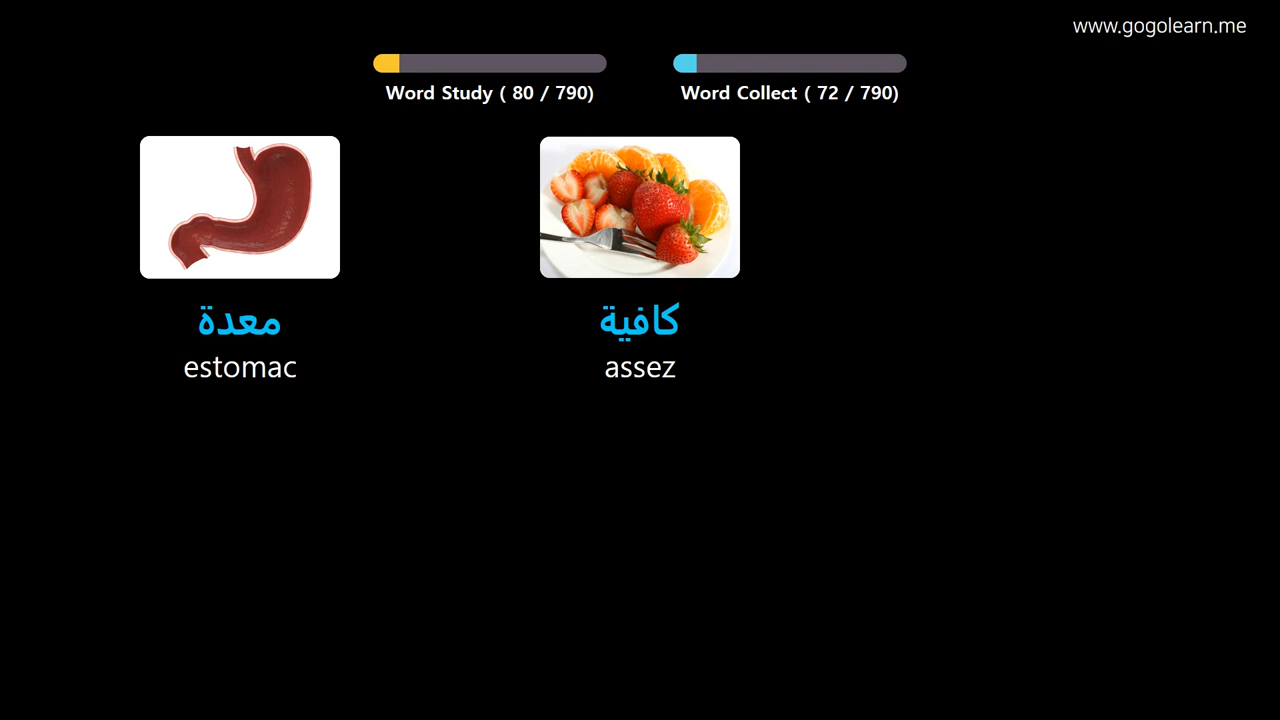 www.gogolearn.me
Word Study ( 80 / 790)
Word Collect ( 72 / 790)
معدة
estomac
كافية
assez